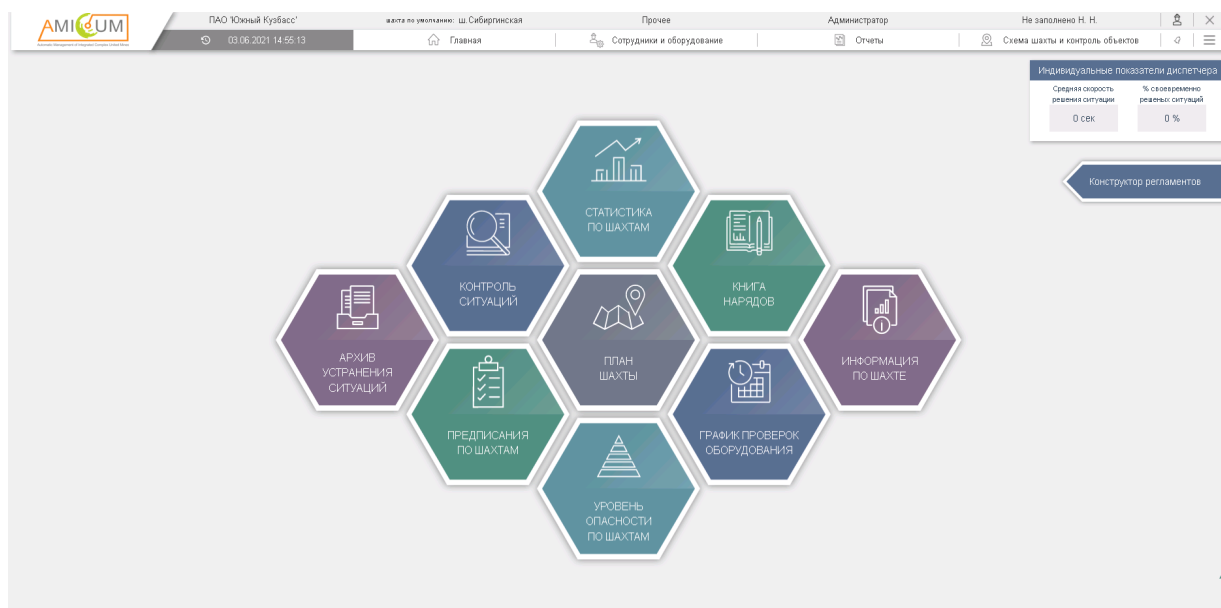 AMICUM
ПАО 'Южный Кузбасс'
шахта по умолчанию: ш. Сибиргинская
Прочее
Администратор
Не заполнено Н. Н.
03.06.2021 14:55:13
Главная
Сотрудники и оборудование
Отчеты
Схема шахты и контроль объектов
Индивидуальные показатели диспетчера
Средняя скорость
решения ситуации
% своевременно
решеных ситуаций
0 сек
0 %
Конструктор регламентов
СТАТИСТИКА
ПО ШАХТАМ
КОНТРОЛЬ
СИТУАЦИЙ
КНИГА
НАРЯДОВ
АРХИВ
УСТРАНЕНИЯ
СИТУАЦИЙ
ПЛАН
ШАХТЫ
ИНФОРМАЦИЯ
ПО ШАХТЕ
ПРЕДПИСАНИЯ
ПО ШАХТАМ
ГРАФИК ПРОВЕРОК
ОБОРУДОВАНИЯ
УРОВЕНЬ
ОПАСНОСТИ
ПО ШАХТАМ